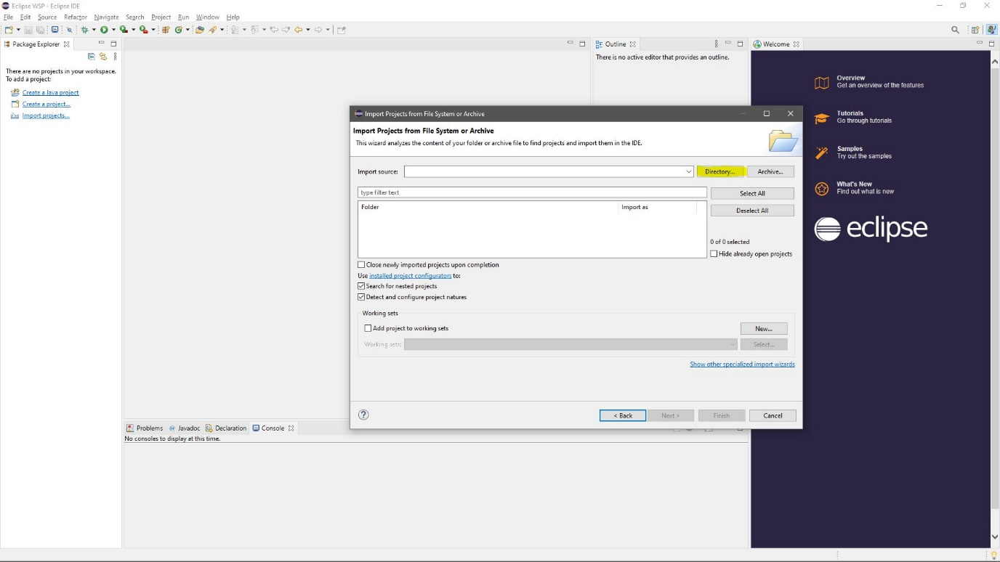 Eclipse WSP - Eclipse IDE
File Edit Source Refactor Navigate Search Project Run Window Help
Package Explorer
There are no projects in your workspace.
To add a project:
Create a Java project
Create a project...
Import projects...
Outline
There is no active editor that provides an outline.
Welcome
Overview
Get an overview of the features
Tutorials
Go through tutorials
Samples
Try out the samples
What's New
Find out what is new
eclipse
Import Projects from File System or Archive
Import Projects from File System or Archive
This wizard analyzes the content of your folder or archive file to find projects and import them in the IDE.
Import source: Directory... Archive...
type filter text Select All
Folder Import as
Deselect All
0 of 0 selected
Hide already open projects
Close newly imported projects upon completion
Use installed project configurators to:
Search for nested projects
Detect and configure project natures
Working sets
Add project to working sets New...
Working sets: Select...
Show other specialized import wizards
? < Back Next > Finish Cancel
Problems @ Javadoc Declaration Console
No consoles to display at this time.